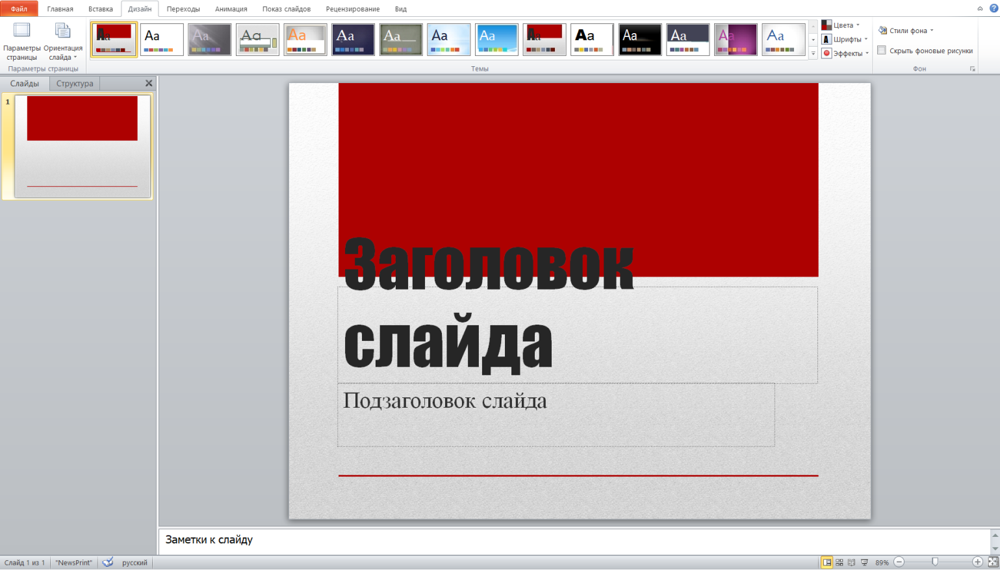 Файл Главная Вставка Дизайн Переходы Анимация Показ слайдов Рецензирование Вид
Параметры страницы
Ориентация слайда
Параметры страницы
Aa Aa Aa Aa Aa Aa Aa Aa Aa Aa Aa Aa Aa Aa Aa
Темы
Цвета
Шрифты
Эффекты
Стили фона
Скрыть фоновые рисунки
Фон
Слайды Структура
1
Заголовок
слайда
Подзаголовок слайда
Заметки к слайду
Слайд 1 из 1 "NewsPrint" русский 89%